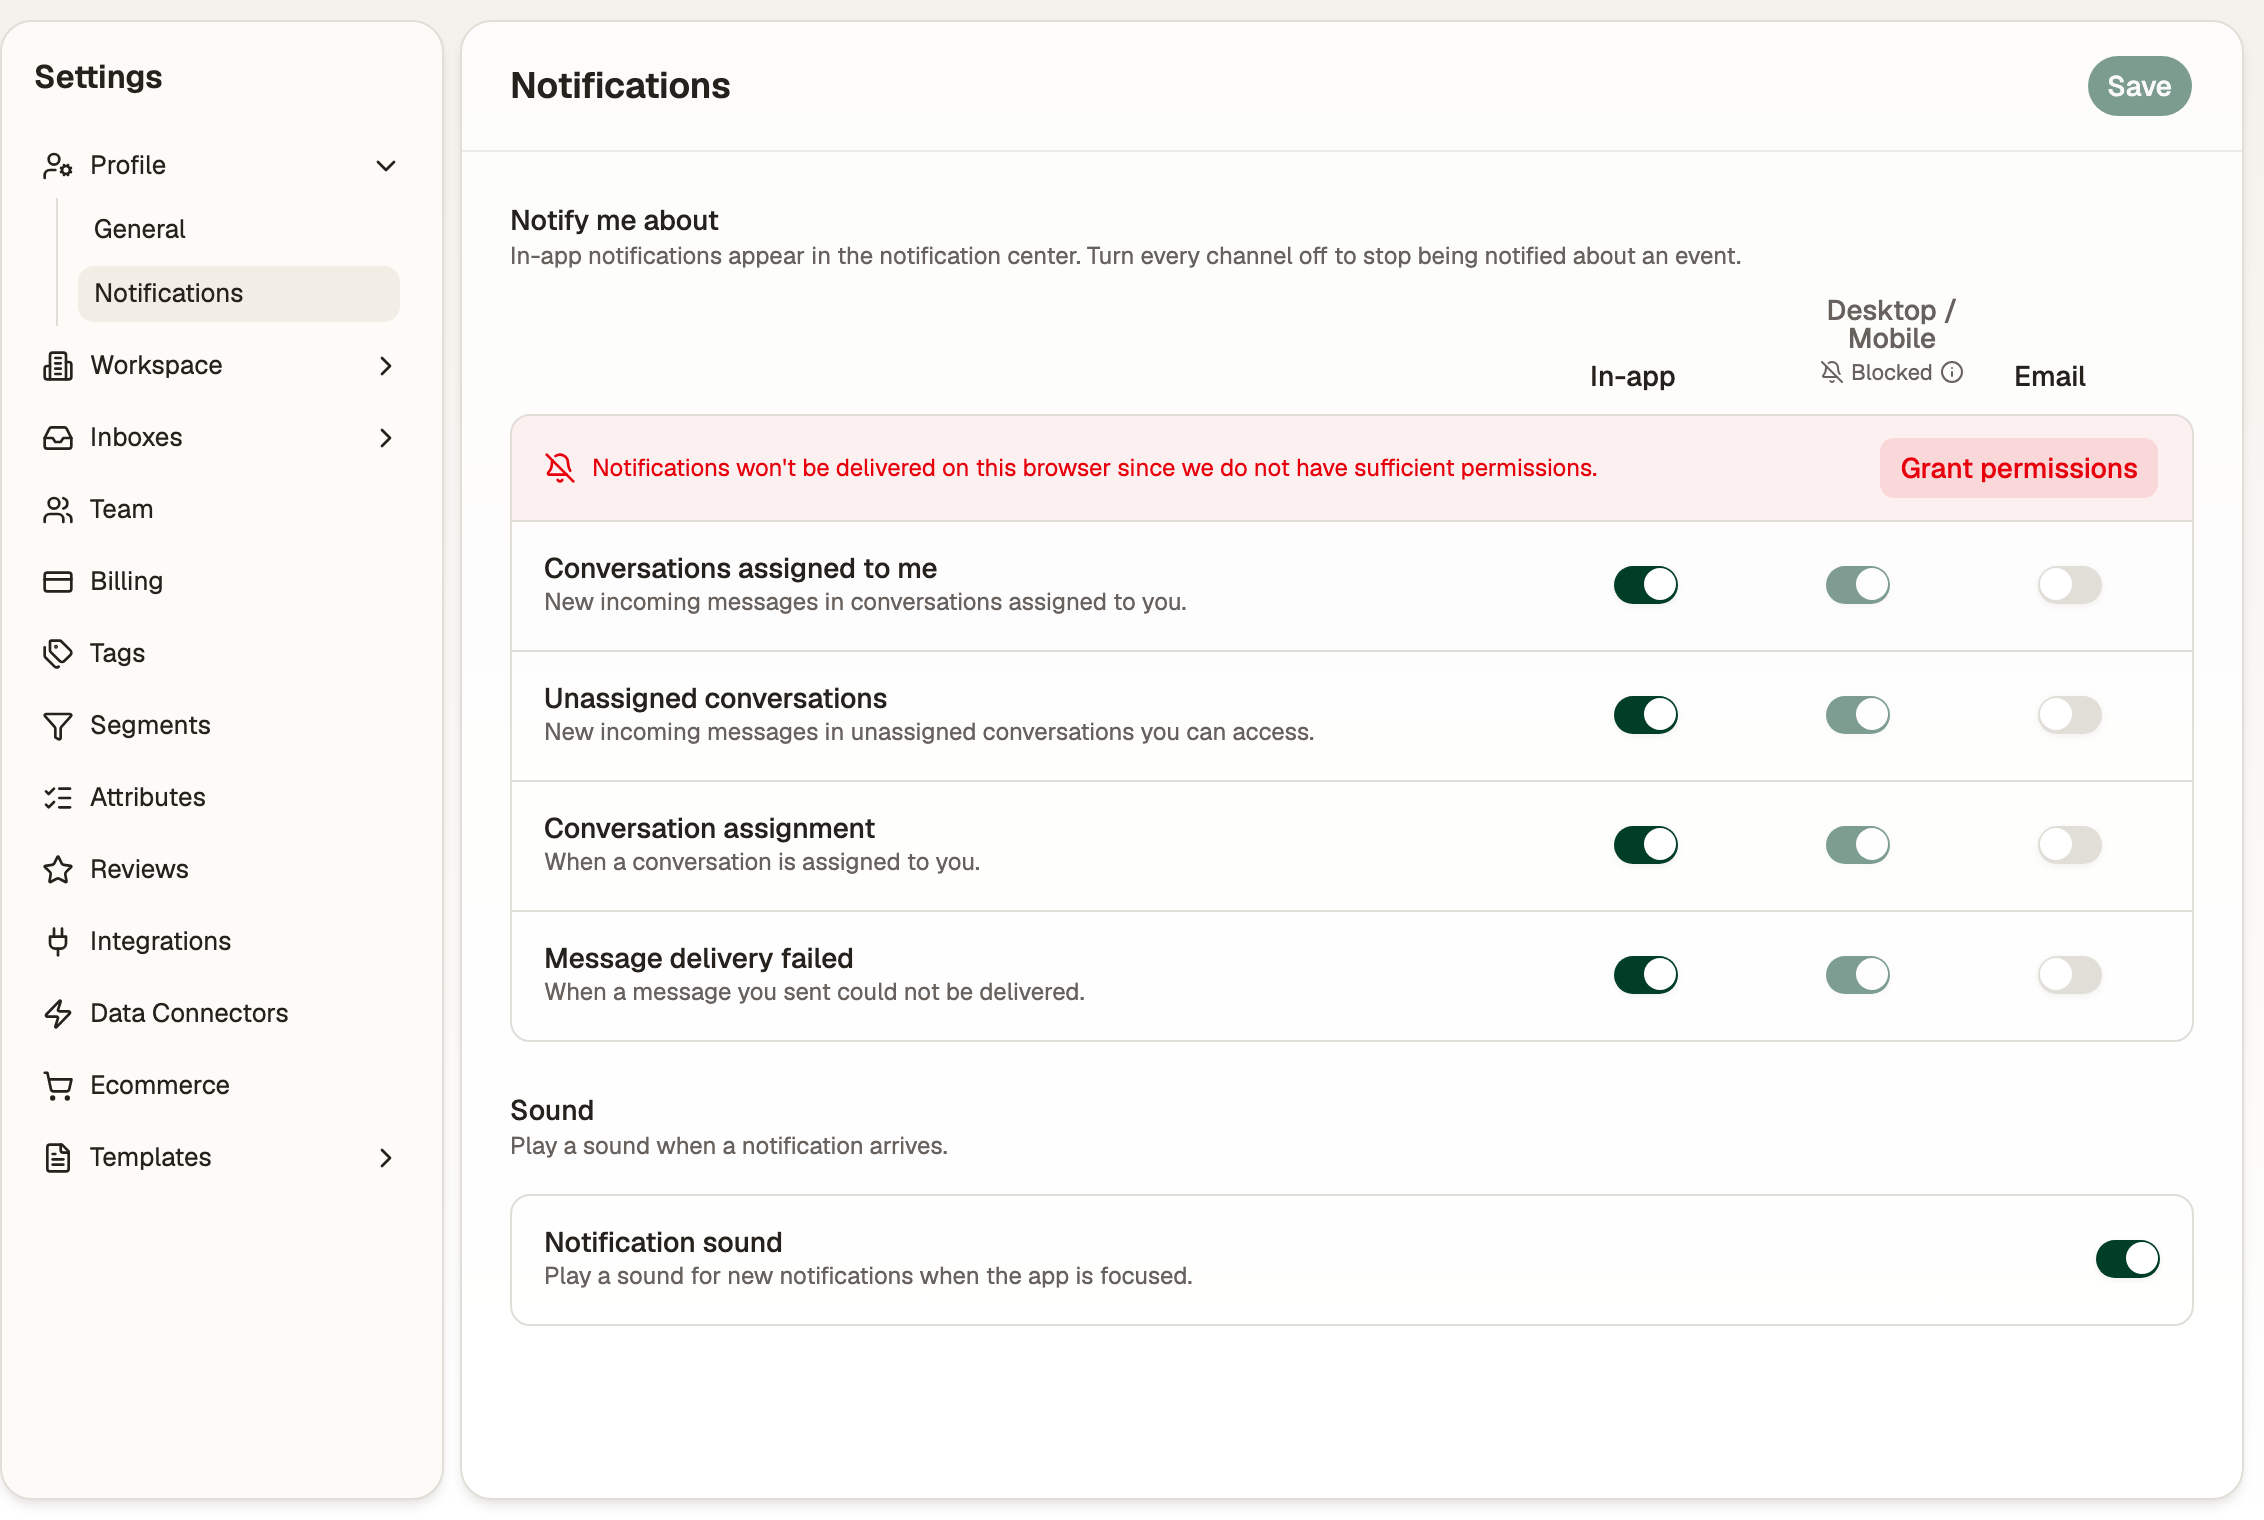 Settings
Profile
General
Notifications
Workspace
Inboxes
Team
Billing
Tags
Segments
Attributes
Reviews
Integrations
Data Connectors
Ecommerce
Templates
Notifications
Save
Notify me about
In-app notifications appear in the notification center. Turn every channel off to stop being notified about an event.
In-app
Desktop /
Mobile
Blocked
Email
Notifications won't be delivered on this browser since we do not have sufficient permissions.
Grant permissions
Conversations assigned to me
New incoming messages in conversations assigned to you.
Unassigned conversations
New incoming messages in unassigned conversations you can access.
Conversation assignment
When a conversation is assigned to you.
Message delivery failed
When a message you sent could not be delivered.
Sound
Play a sound when a notification arrives.
Notification sound
Play a sound for new notifications when the app is focused.